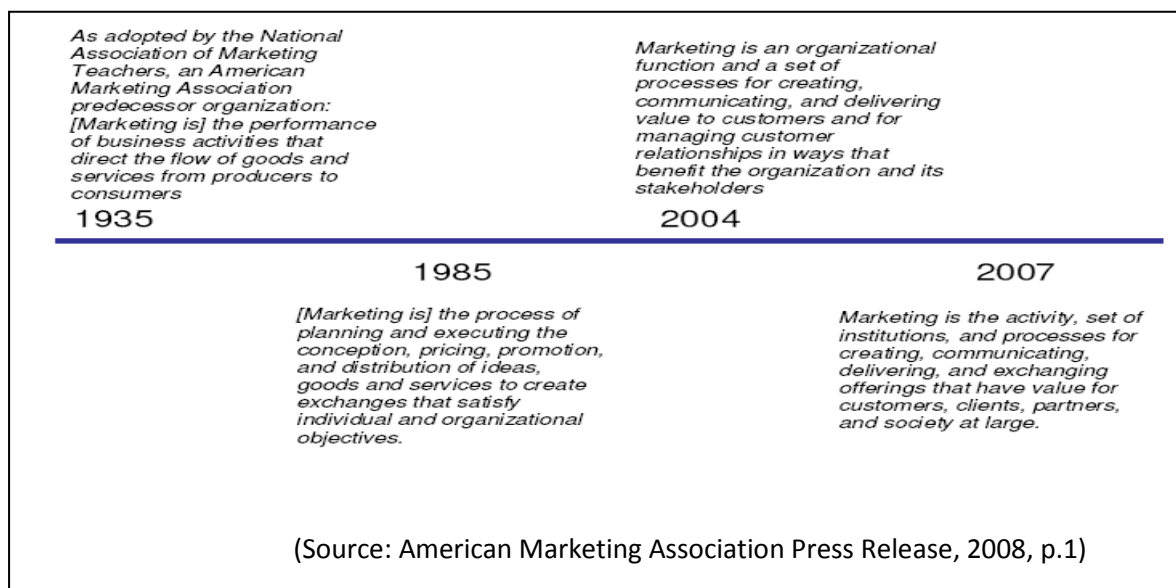 As adopted by the National
Association of Marketing
Teachers, an American
Marketing Association
predecessor organization:
[Marketing is] the performance
of business activities that
direct the flow of goods and
services from producers to
consumers
1935
Marketing is an organizational
function and a set of
processes for creating,
communicating, and delivering
value to customers and for
managing customer
relationships in ways that
benefit the organization and its
stakeholders
2004
1985
[Marketing is] the process of
planning and executing the
conception, pricing, promotion,
and distribution of ideas,
goods and services to create
exchanges that satisfy
individual and organizational
objectives.
2007
Marketing is the activity, set of
institutions, and processes for
creating, communicating,
delivering, and exchanging
offerings that have value for
customers, clients, partners,
and society at large.
(Source: American Marketing Association Press Release, 2008, p.1)